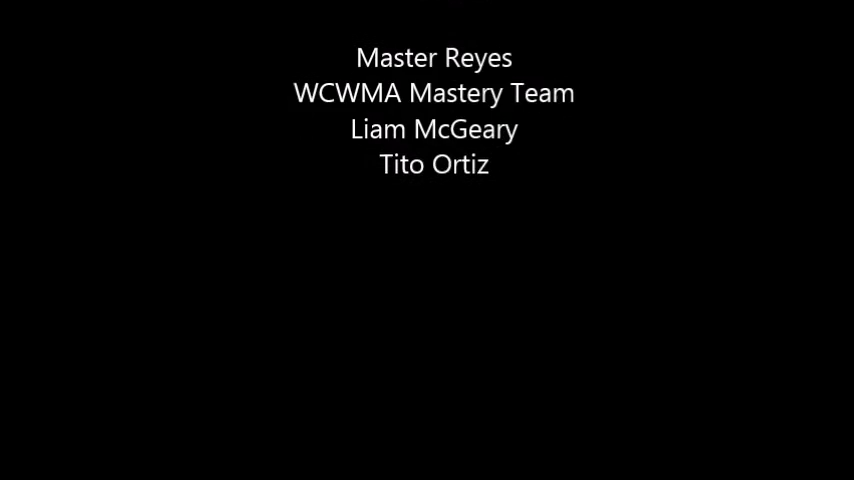 Master Reyes
WCWMA Mastery Team
Liam McGeary
Tito Ortiz